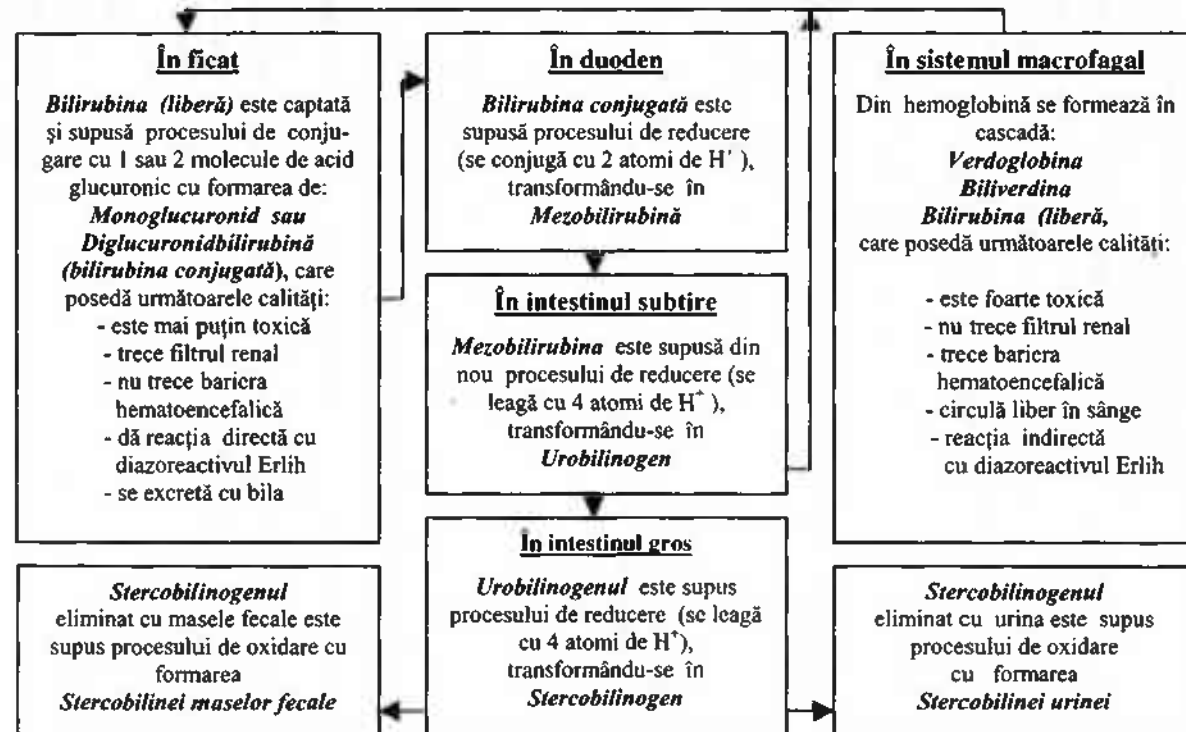 În ficat
Bilirubina (liberă) este captată
și supusă procesului de conju-
gare cu 1 sau 2 molecule de acid
glucuronic cu formarea de:
Monoglucuronid sau
Diglucuronidbilirubină
(bilirubina conjugată), care
posedă următoarele calități:
- este mai puțin toxică
- trece filtrul renal
- nu trece bariera
hematoencefalică
- dă reacția directă cu
diazoreactivul Erlih
- se excretă cu bila
În duoden
Bilirubina conjugată este
supusă procesului de reducere
(se conjugă cu 2 atomi de H⁺ ),
transformându-se în
Mezobilirubină
În intestinul subțire
Mezobilirubina este supusă din
nou procesului de reducere (se
leagă cu 4 atomi de H⁺ ),
transformându-se în
Urobilinogen
În intestinul gros
Urobilinogenul este supus
procesului de reducere (se leagă
cu 4 atomi de H⁺),
transformându-se în
Stercobilinogen
În sistemul macrofagal
Din hemoglobină se formează în
cascadă:
Verdoglobina
Biliverdina
Bilirubina (liberă,
care posedă următoarele calități:
- este foarte toxică
- nu trece filtrul renal
- trece bariera
hematoencefalică
- circulă liber în sânge
- reacția indirectă
cu diazoreactivul Erlih
Stercobilinogenul
eliminat cu masele fecale este
supus procesului de oxidare cu
formarea
Stercobilinei maselor fecale
Stercobilinogenul
eliminat cu urina este supus
procesului de oxidare
cu formarea
Stercobilinei urinei